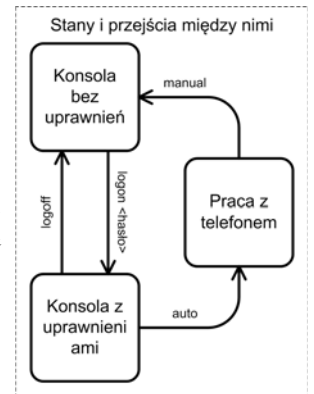 Stany i przejścia między nimi
Konsola
bez
uprawnień
manual
logoff
logon <hasło>
Praca z
telefonem
Konsola z
uprawnieni
ami
auto